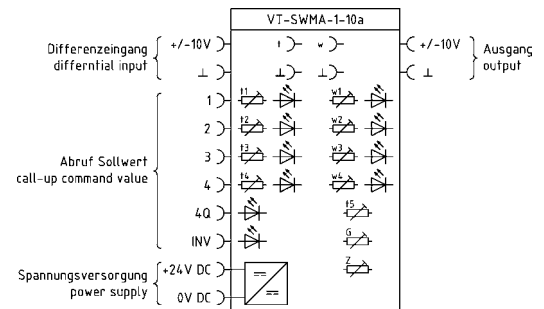 VT-SWMA-1-10a
Differenzeingang
differntial input
+/-10V
⊥
t
w
⊥
⊥
+/-10V
⊥
Ausgang
output
Abruf Sollwert
call-up command value
1
t1
w1
2
t2
w2
3
t3
w3
4
t4
w4
4Q
t5
INV
G
Z
Spannungsversorgung
power supply
+24V DC
0V DC